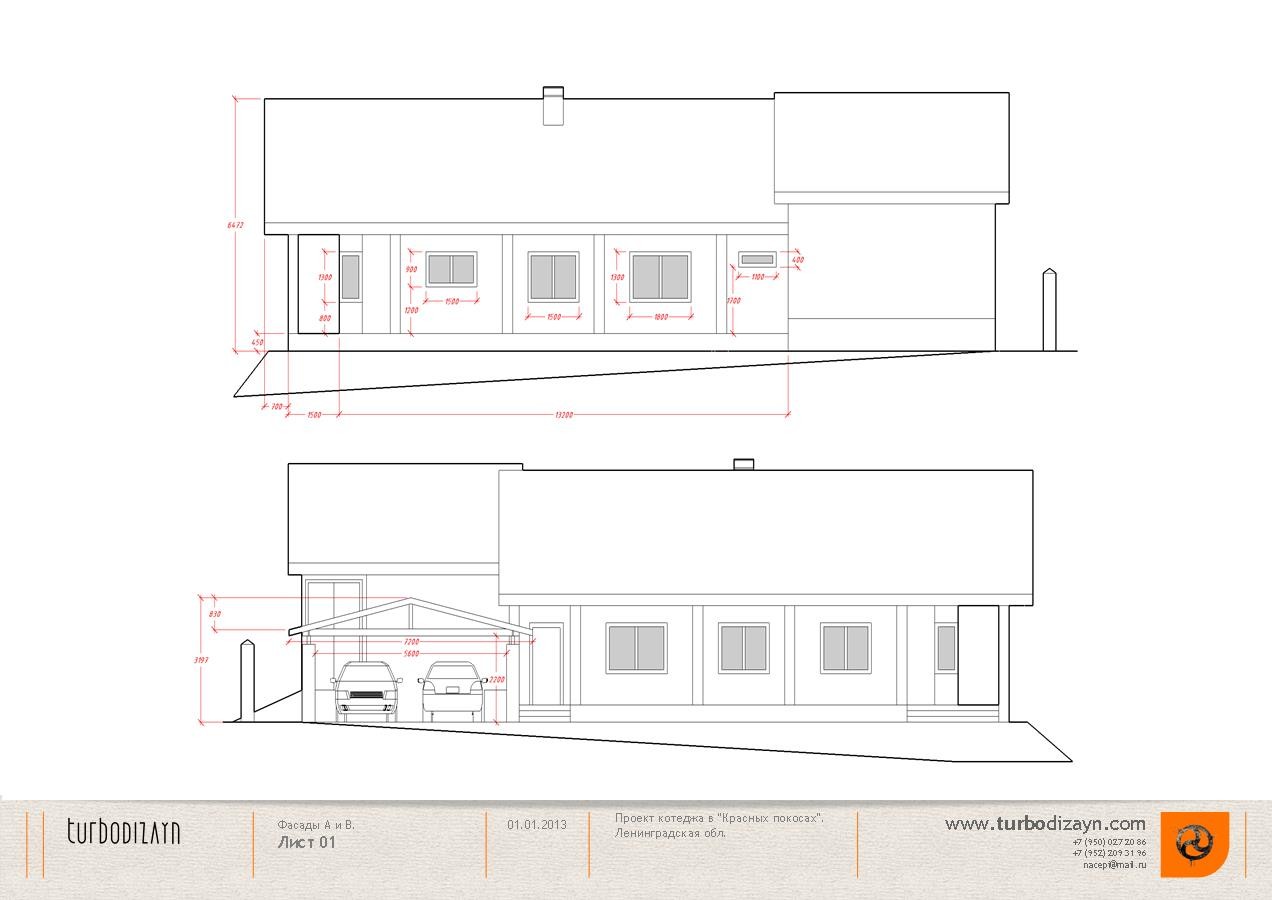 6472
1300
900
1300
400
1100
1500
1200
1700
800
1500
1800
450
700
1500
13200
830
7200
5600
3197
2200
turbodizayn
Фасады А и В.
Лист 01
01.01.2013
Проект котеджа в "Красных покосах".
Ленинградская обл.
www.turbodizayn.com
+7 (950) 027 20 86
+7 (952) 209 31 96
nacept@mail.ru